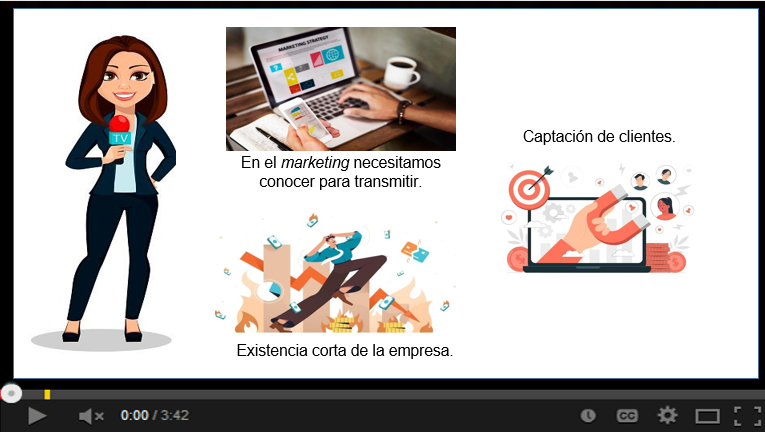 MARKETING STRATEGY
En el marketing necesitamos
conocer para transmitir.
Captación de clientes.
TV
Existencia corta de la empresa.
0:00 / 3:42
CC